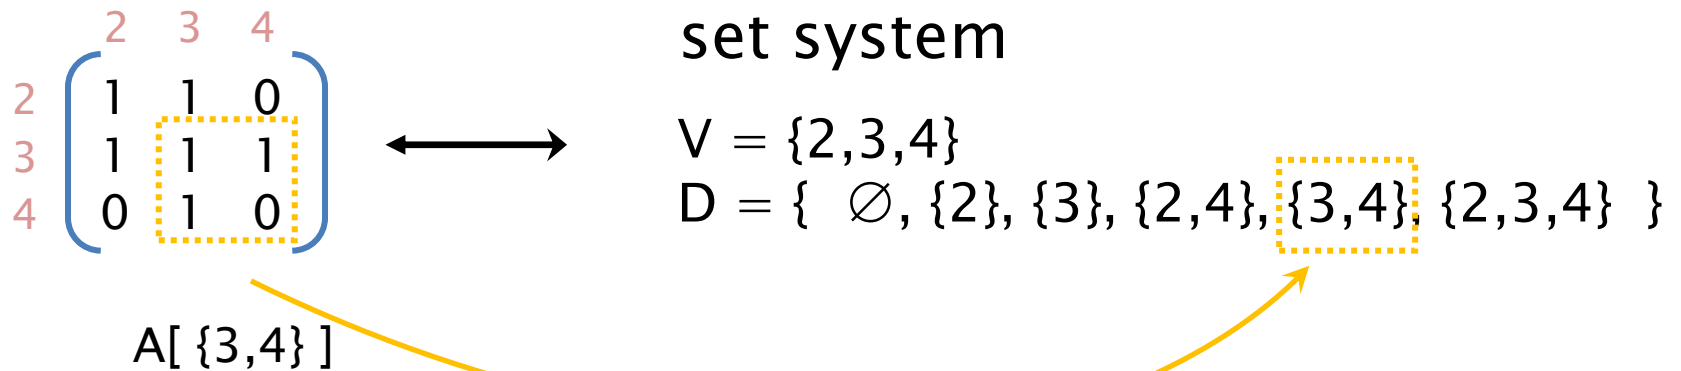 2 3 4
2 1 1 0
3 1 1 1
4 0 1 0
A[ {3,4} ]
set system
V = {2,3,4}
D = { ∅, {2}, {3}, {2,4}, {3,4}, {2,3,4} }